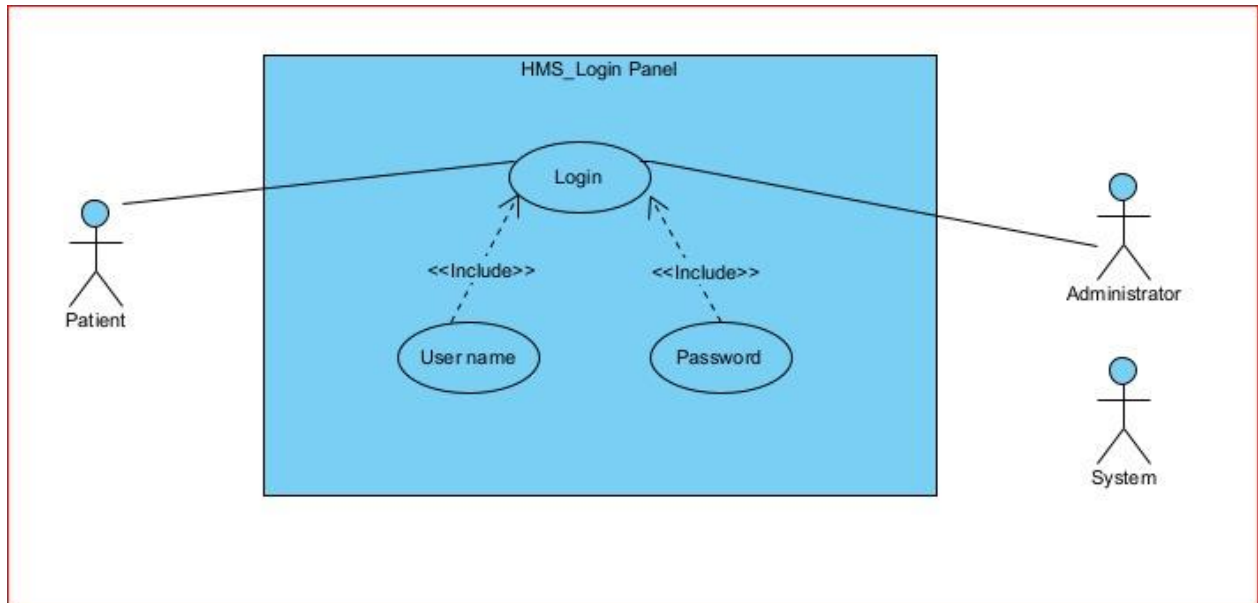 HMS_Login Panel
Login
<<Include>>
<<Include>>
Patient
Administrator
User name
Password
System